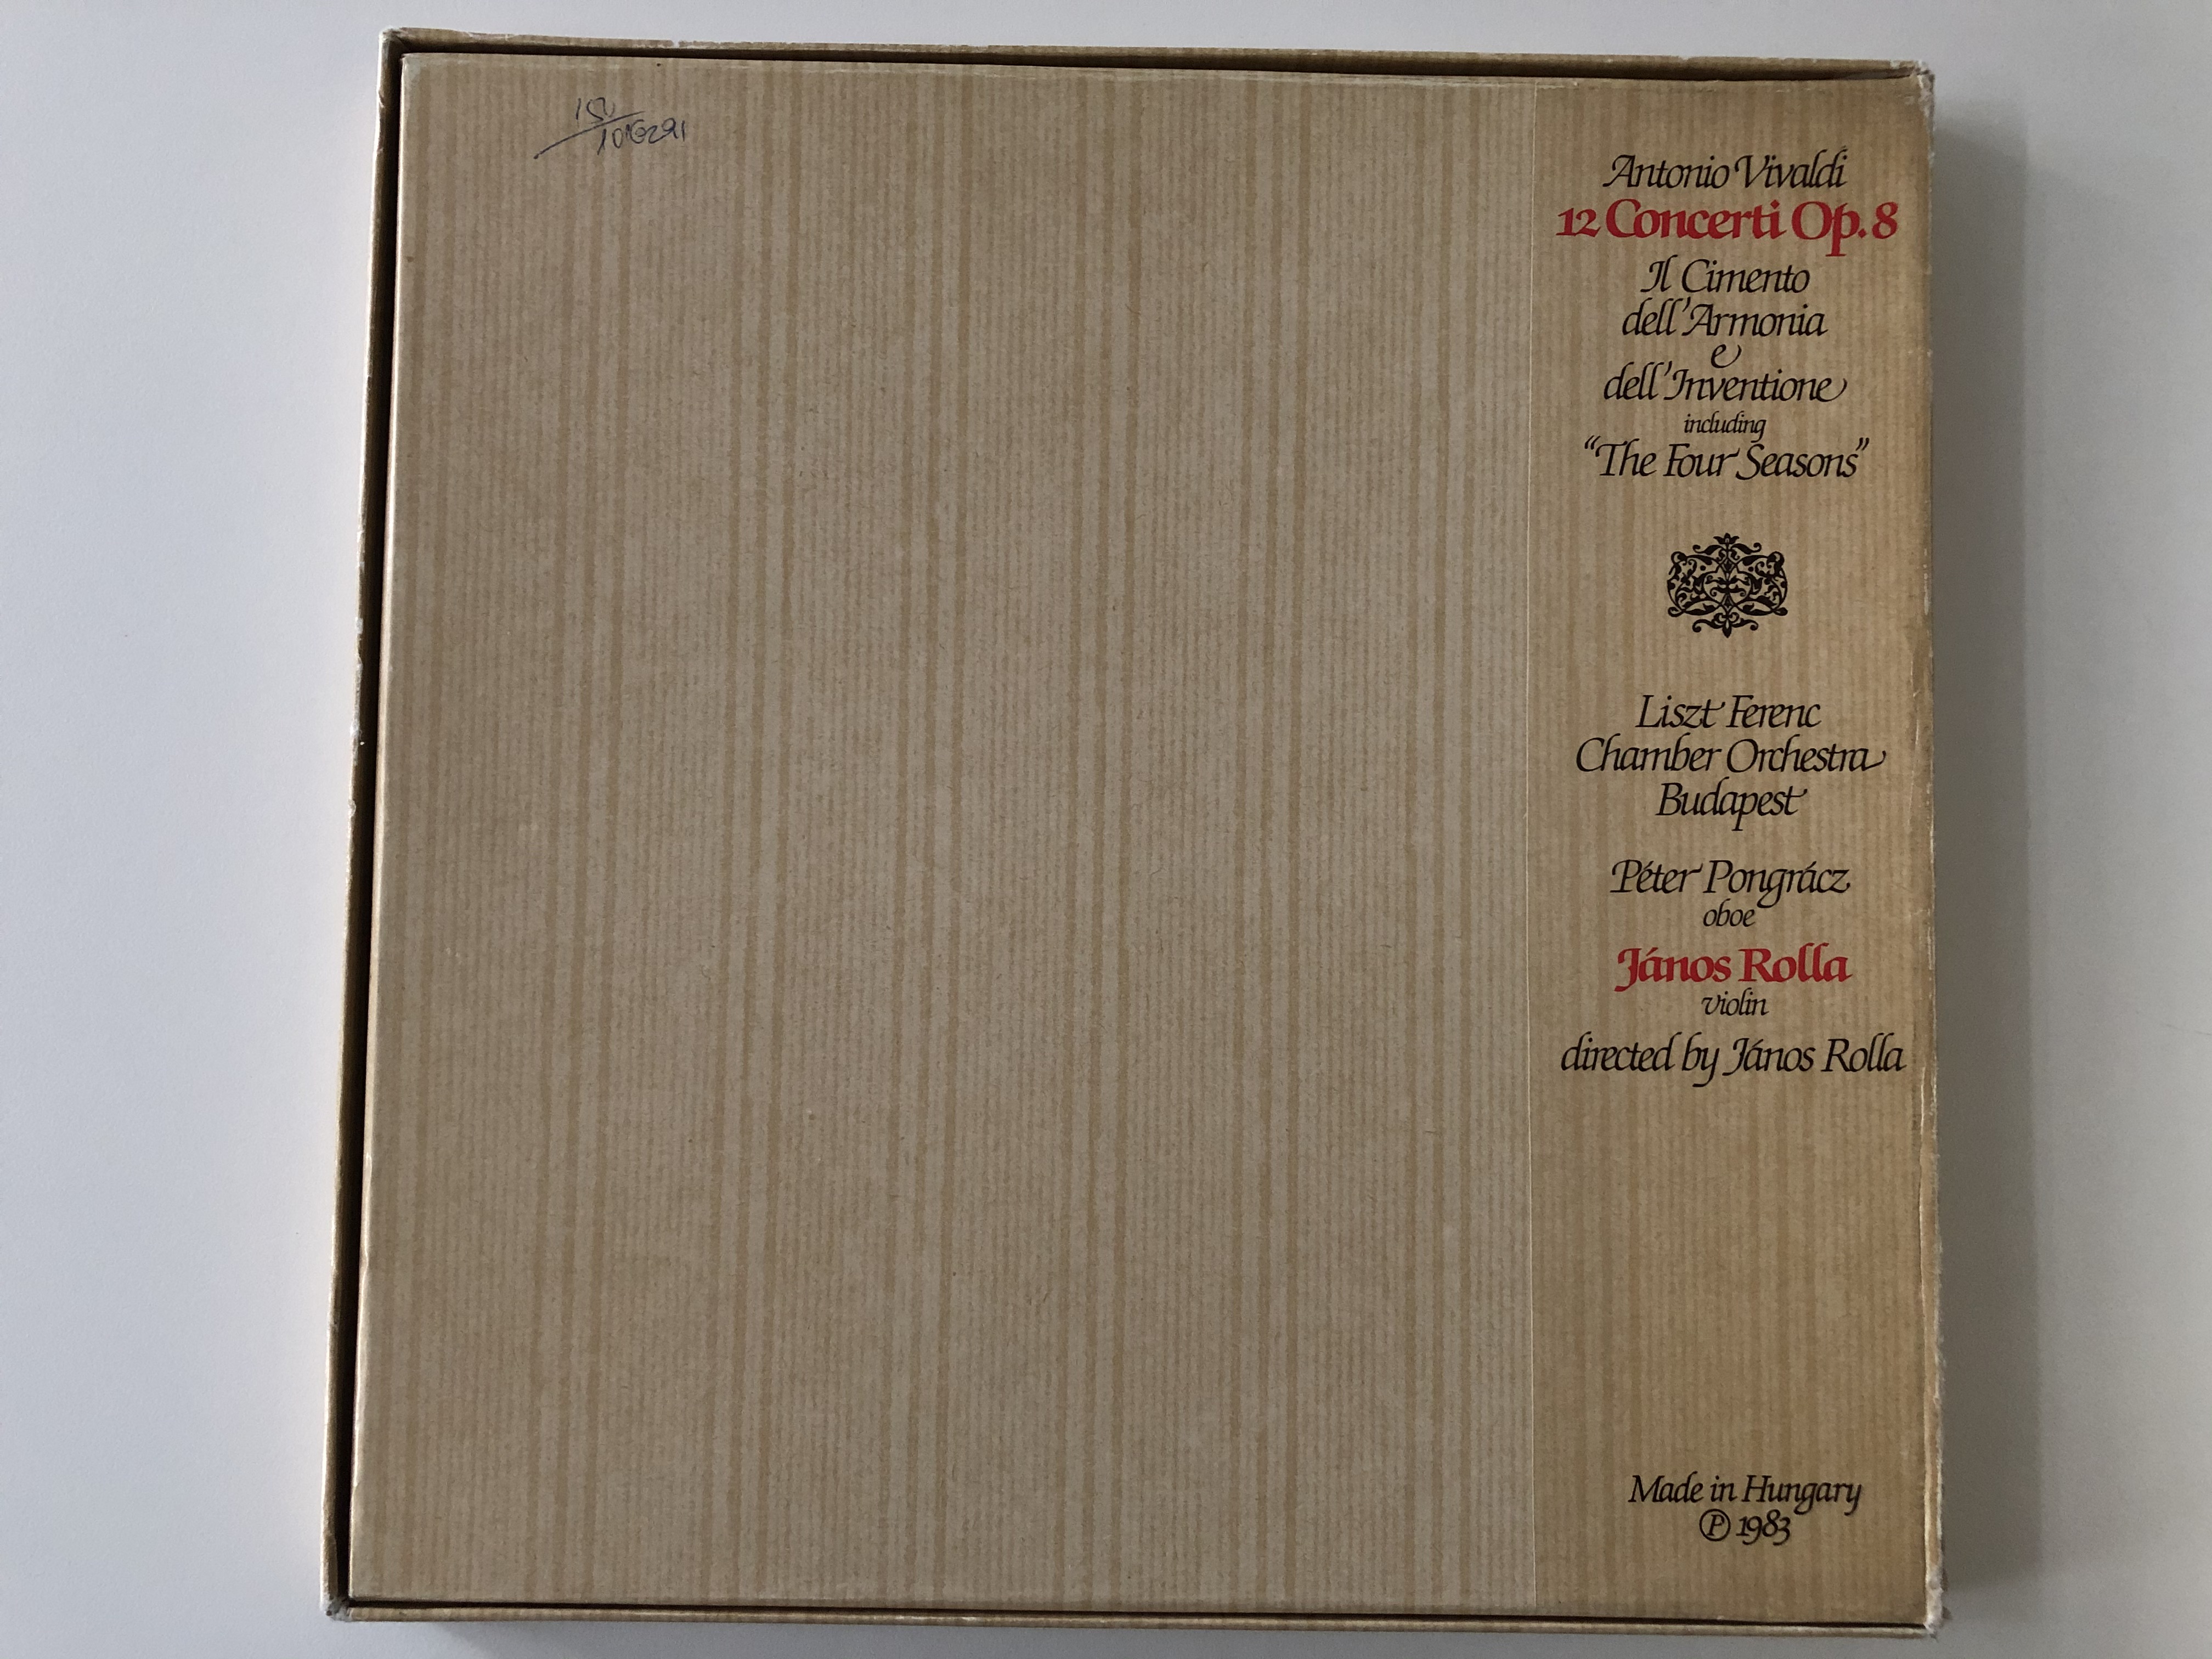 Antonio Vivaldi
12 Concerti Op. 8
Il Cimento
dell'Armonia
e
dell'Inventione
including
"The Four Seasons"
Liszt Ferenc
Chamber Orchestra
Budapest
Péter Pongrácz
oboe
János Rolla
violin
directed by János Rolla
Made in Hungary
Ⓟ 1983